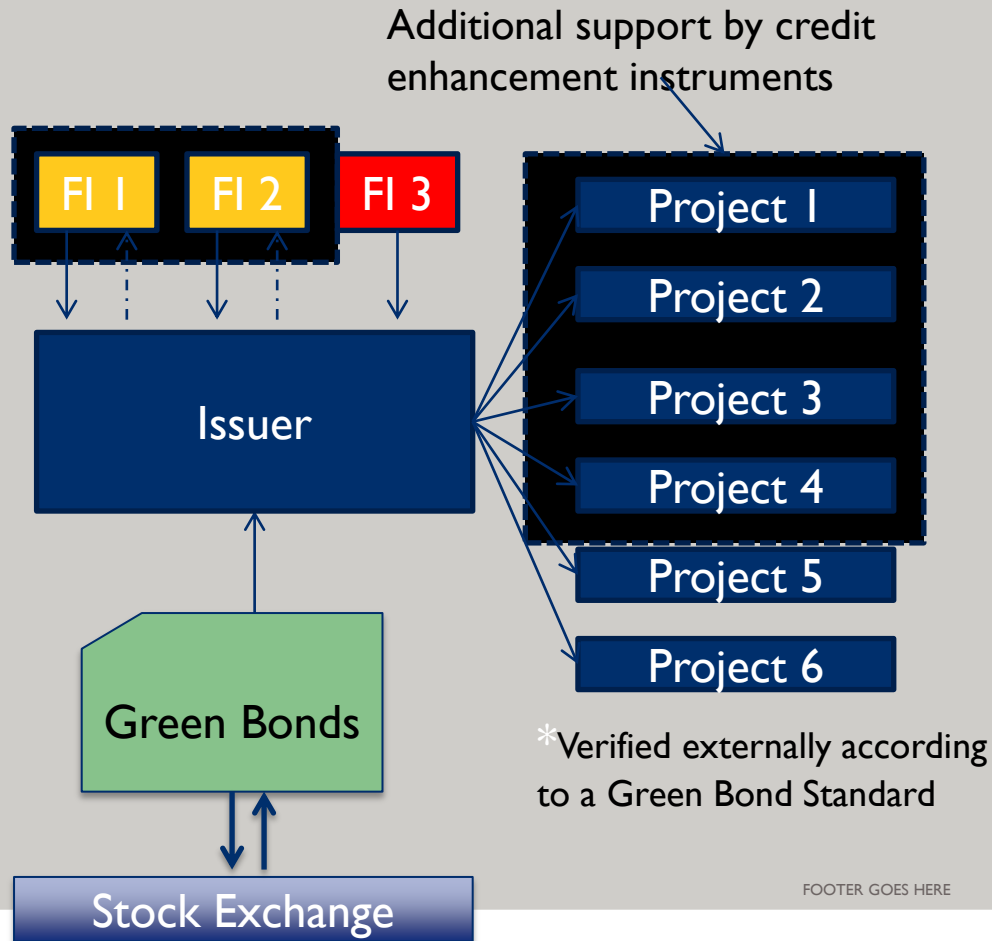 Additional support by credit
enhancement instruments
FI 1
FI 2
FI 3
Project 1
Project 2
Project 3
Project 4
Project 5
Project 6
Issuer
Green Bonds
*Verified externally according
to a Green Bond Standard
Stock Exchange
FOOTER GOES HERE